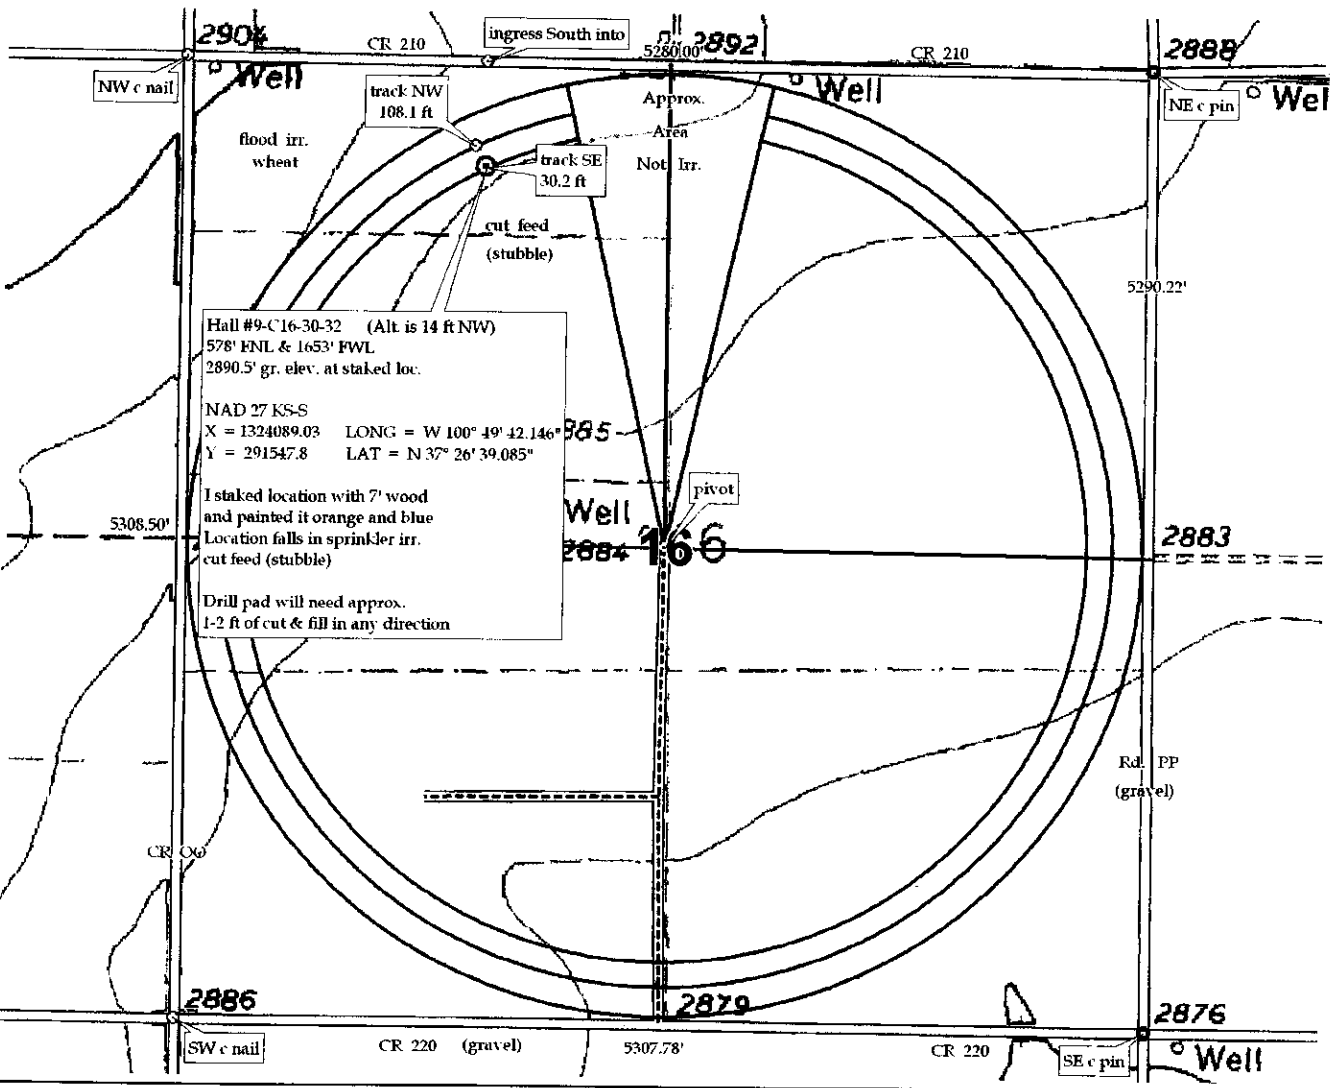 2904
CR 210
ingress South into
5280.00'
2892
CR 210
2888
NW c nail
Well
track NW
108.1 ft
Approx.
Area
Not Irr.
Well
NE c pin
Wel
flood irr.
wheat
track SE
30.2 ft
cut feed
(stubble)
5290.22'
Hall #9-C16-30-32 (Alt. is 14 ft NW)
578' FNL & 1653' FWL
2890.5' gr. elev. at staked loc.
NAD 27 KS-S
X = 1324089.03 LONG = W 100° 49' 42.146"
Y = 291547.8 LAT = N 37° 26' 39.085"
I staked location with 7' wood
and painted it orange and blue
Location falls in sprinkler irr.
cut feed (stubble)
Drill pad will need approx.
1-2 ft of cut & fill in any direction
885
pivot
Well
5308.50'
2884
16
6
2883
Rd. PP
(gravel)
CR OO
2886
2879
2876
SW c nail
CR 220 (gravel)
5307.78'
CR 220
SE c pin
Well